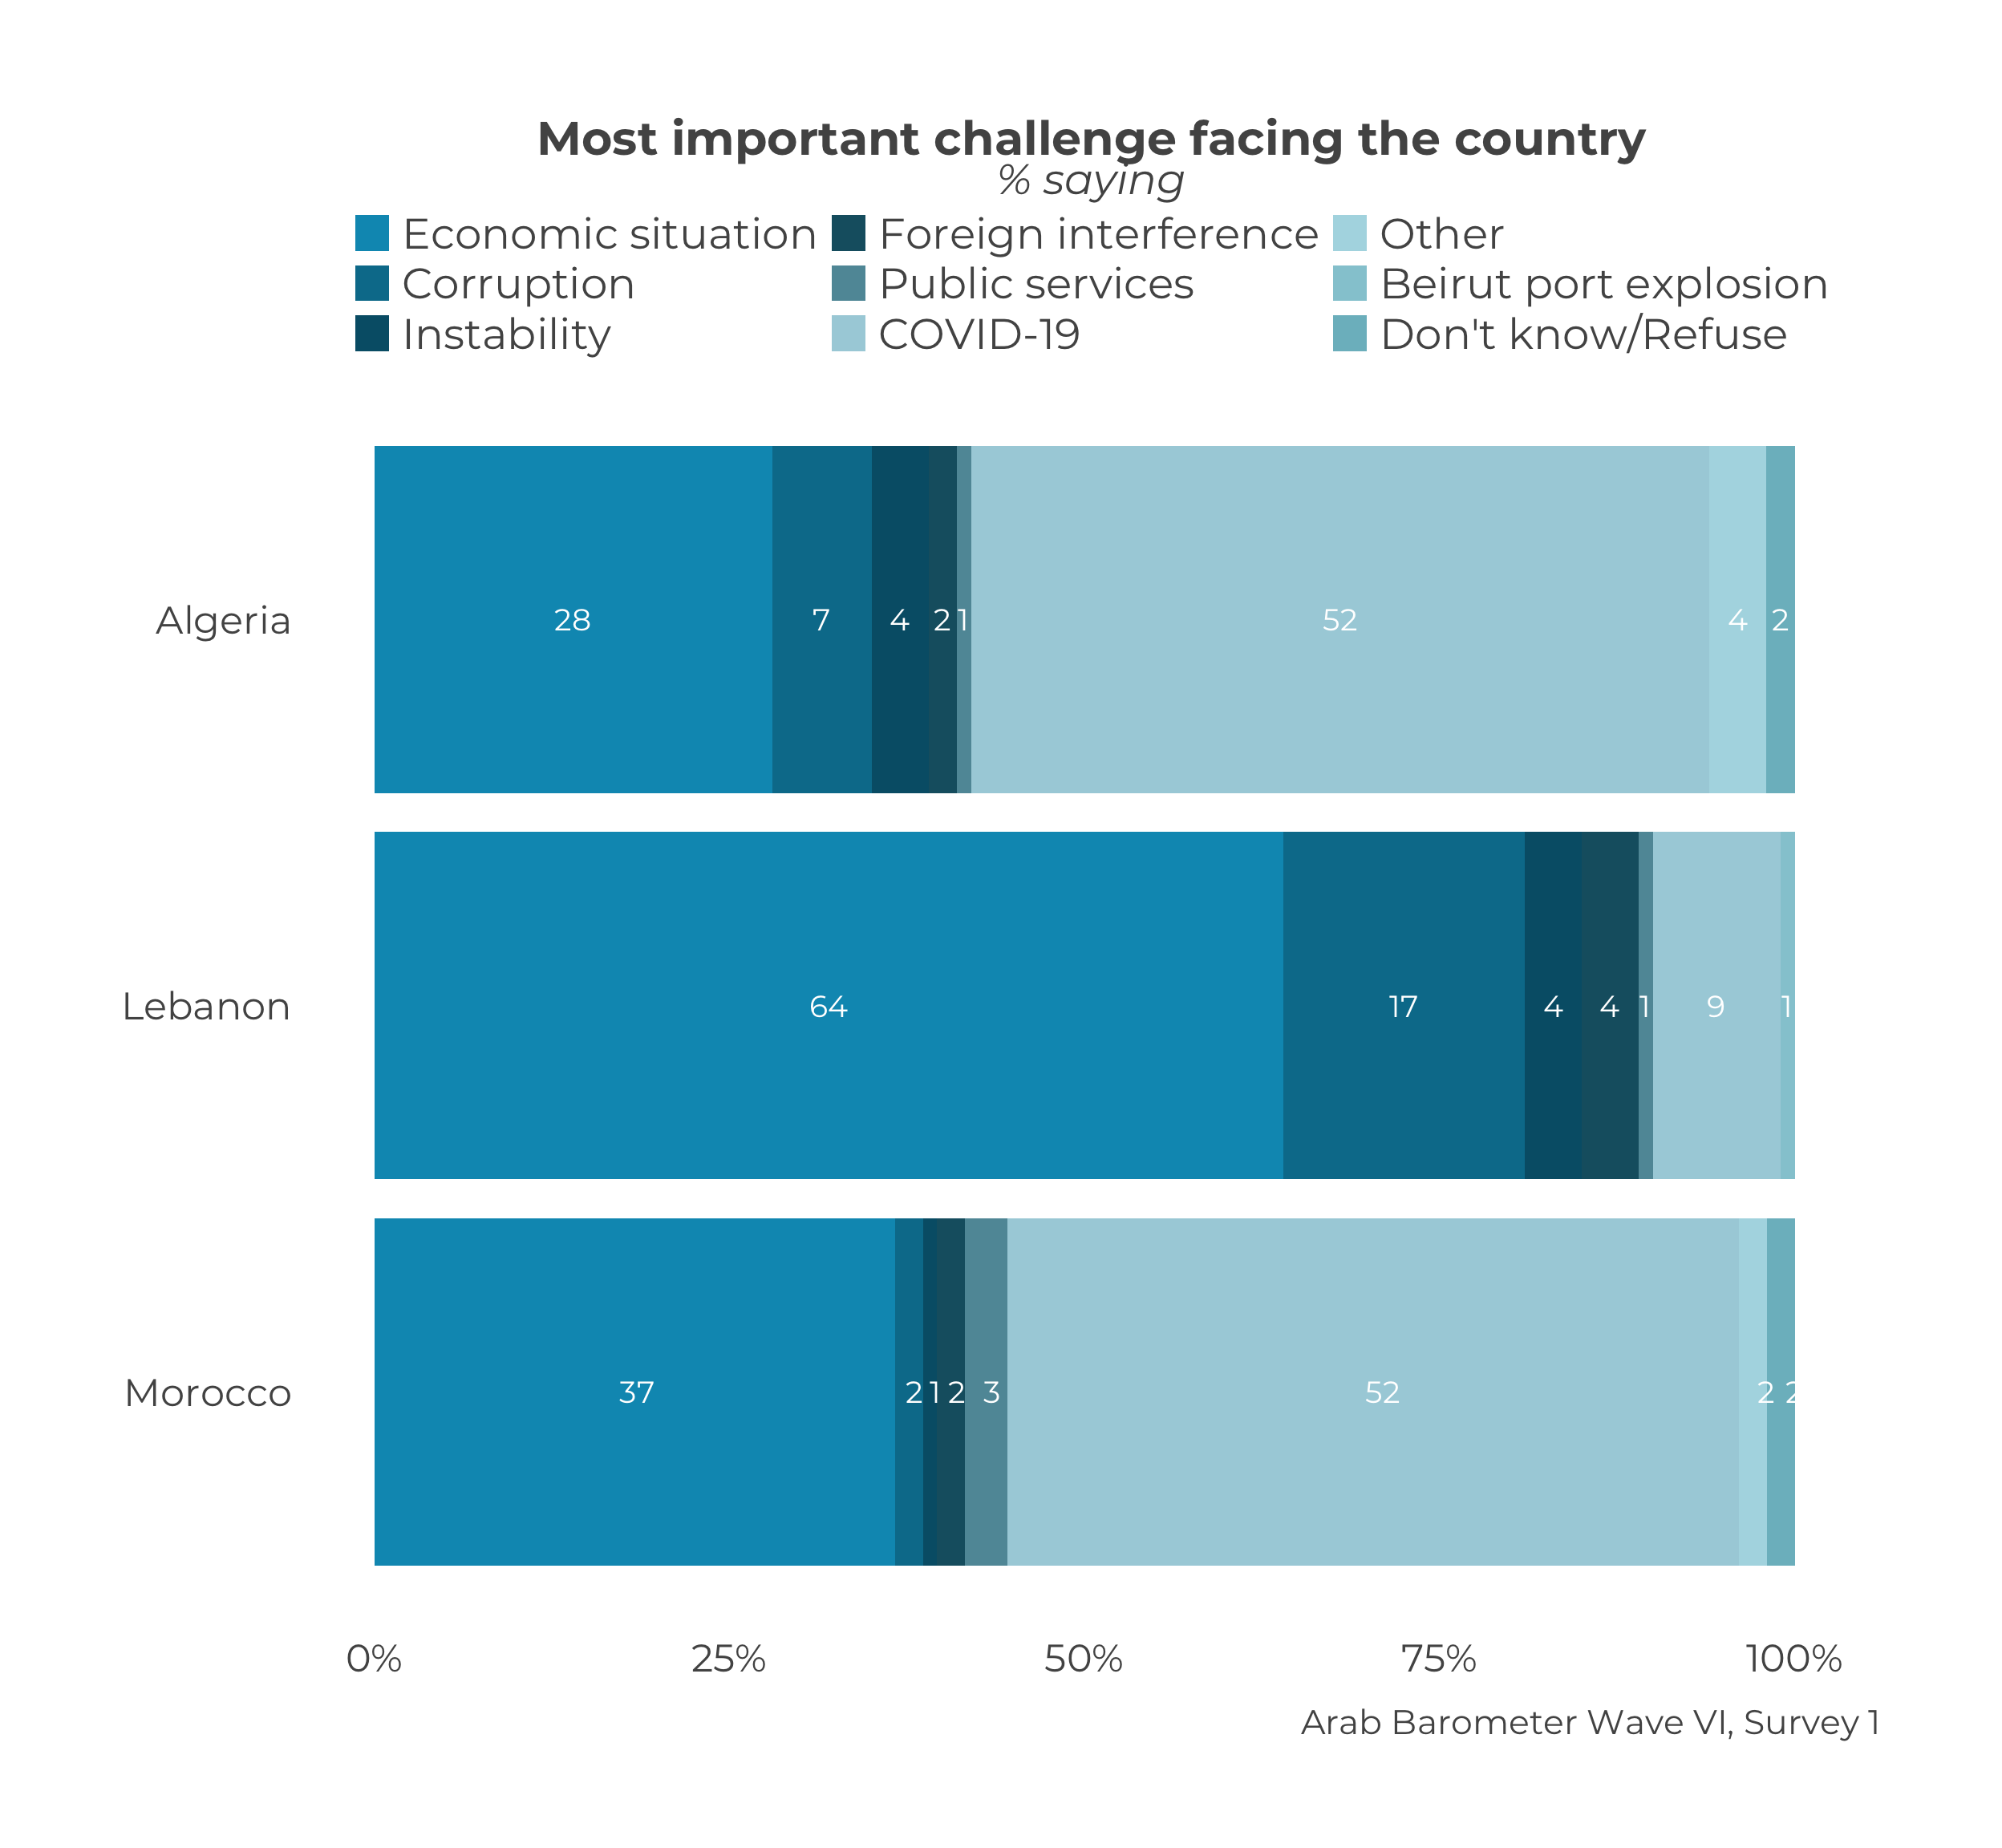 Most important challenge facing the country
% saying
Economic situation Foreign interference Other
Corruption Public services Beirut port explosion
Instability COVID-19 Don't know/Refuse
Algeria 28 7 4 2 1 52 4 2
Lebanon 64 17 4 4 1 9 1
Morocco 37 2 1 2 3 52 2 2
0% 25% 50% 75% 100%
Arab Barometer Wave VI, Survey 1